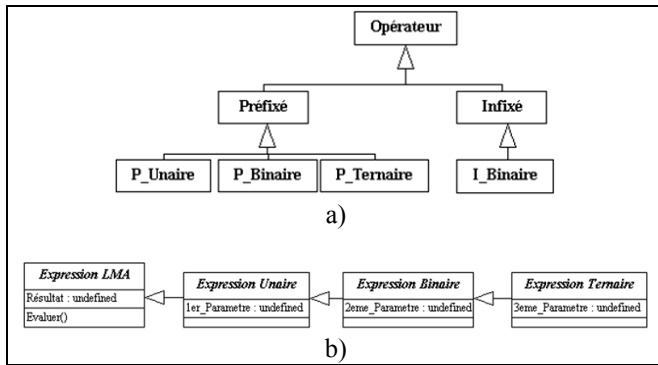 Opérateur
Préfixé
Infixé
P_Unaire
P_Binaire
P_Ternaire
I_Binaire
a)
Expression LMA
Résultat : undefined
Evaluer()
Expression Unaire
1er_Parametre : undefined
Expression Binaire
2eme_Parametre : undefined
Expression Ternaire
3eme_Parametre : undefined
b)